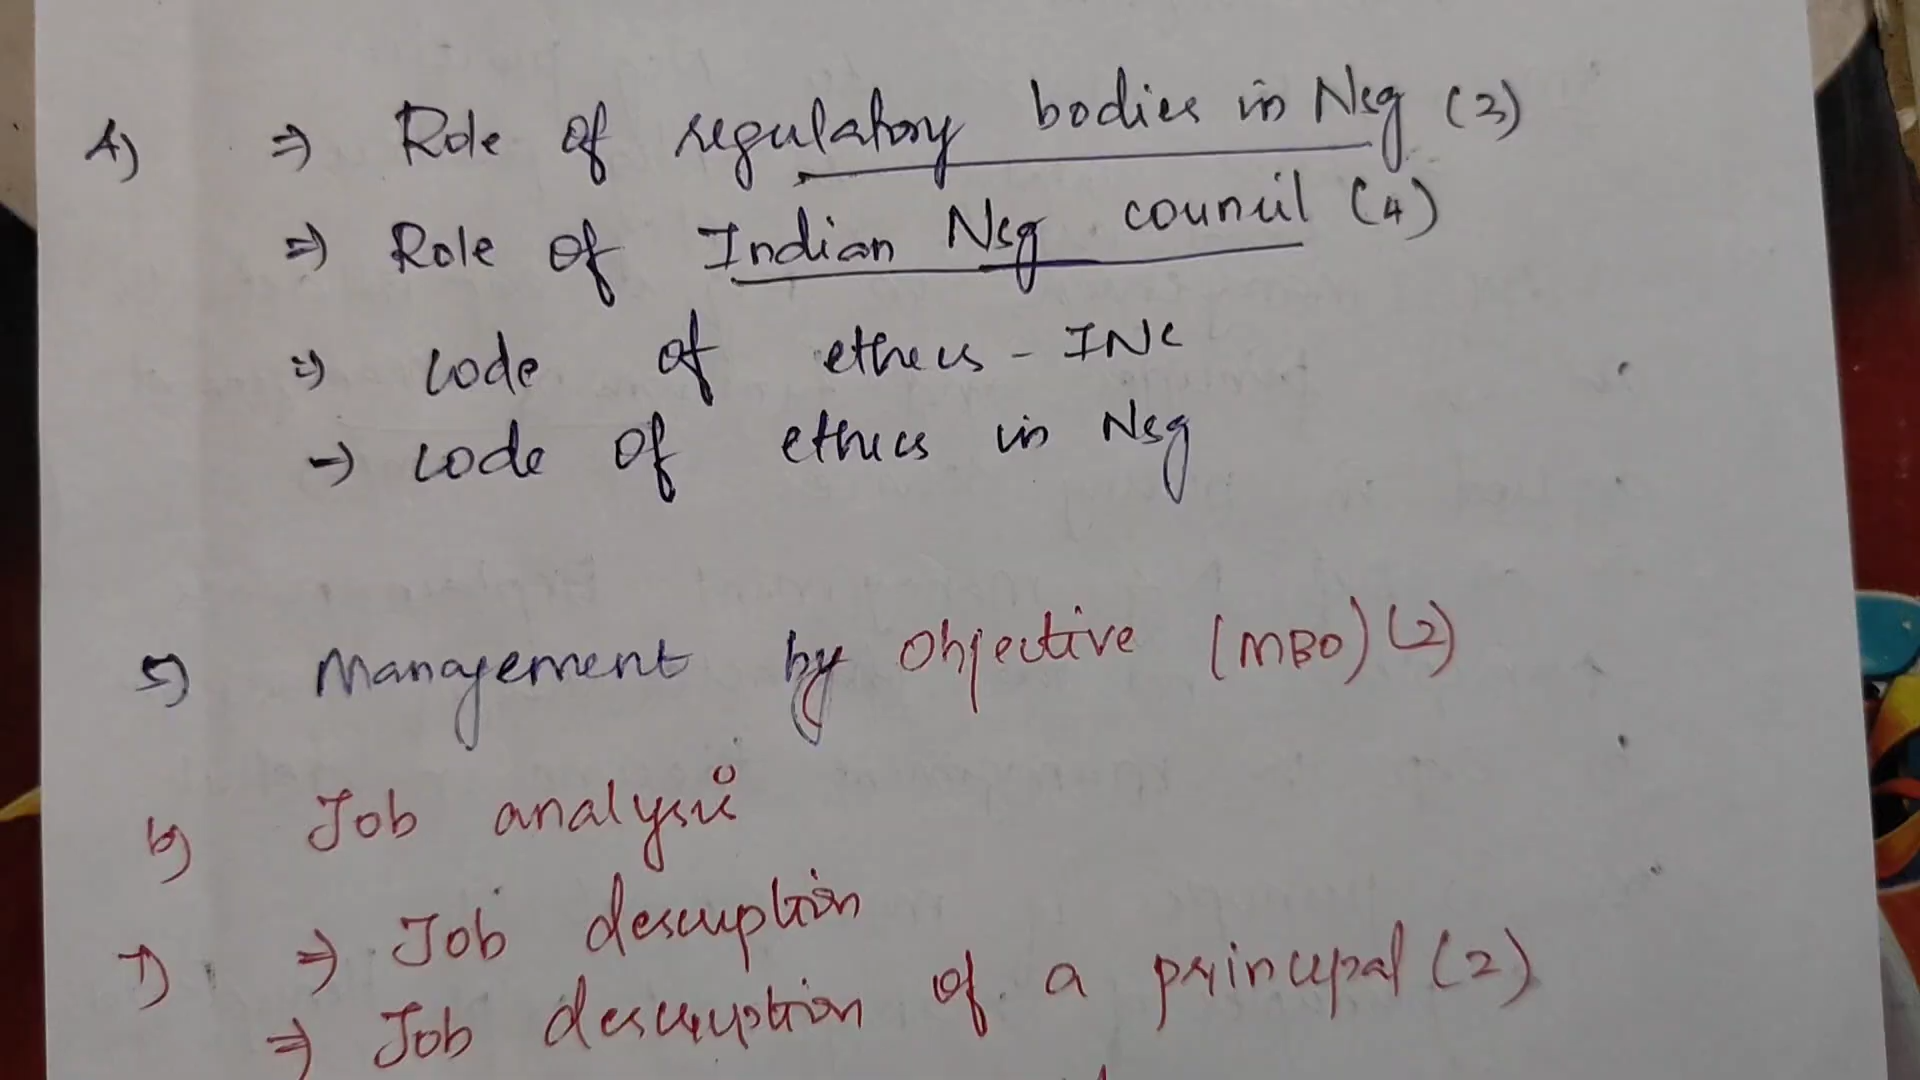 4) ⇒ Role of regulatory bodies in Nsg (3)
⇒ Role of Indian Nsg council (4)
⇒ code of ethics - INC
→ code of ethics in Nsg
5) Management by Objective (MBO) (2)
6) Job analysis
7) ⇒ Job description
⇒ Job description of a principal (2)